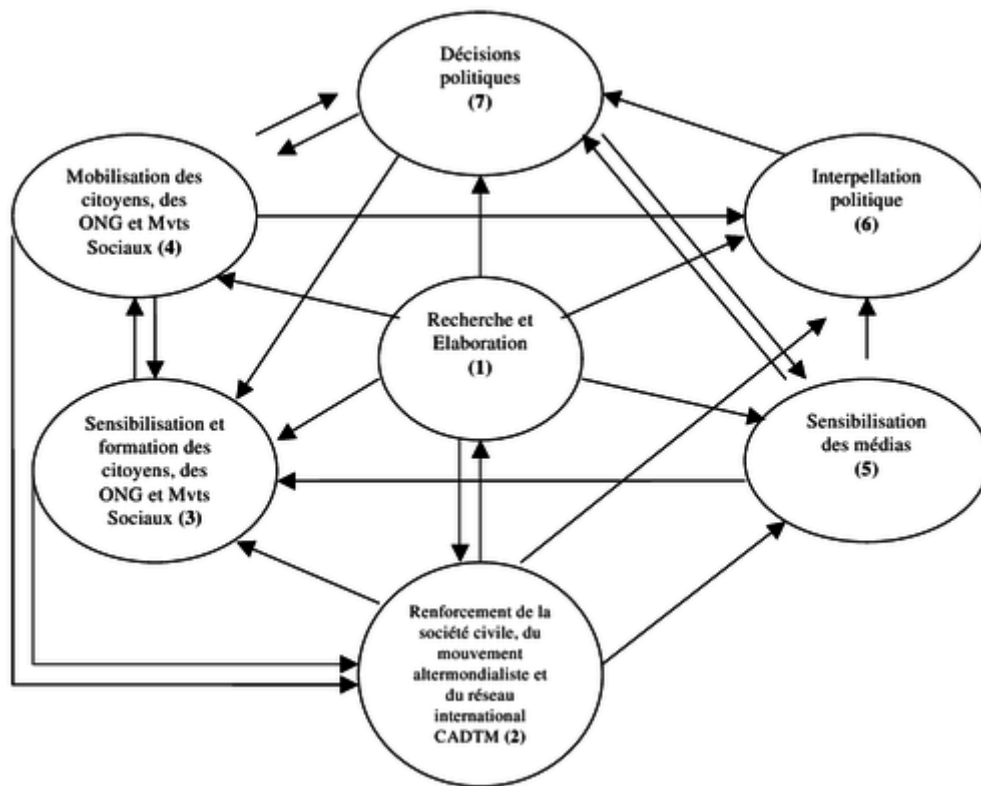 Décisions
politiques
(7)
Mobilisation des
citoyens, des
ONG et Mvts
Sociaux (4)
Interpellation
politique
(6)
Recherche et
Elaboration
(1)
Sensibilisation et
formation des
citoyens, des
ONG et Mvts
Sociaux (3)
Sensibilisation
des médias
(5)
Renforcement de la
société civile, du
mouvement
altermondialiste et
du réseau
international
CADTM (2)